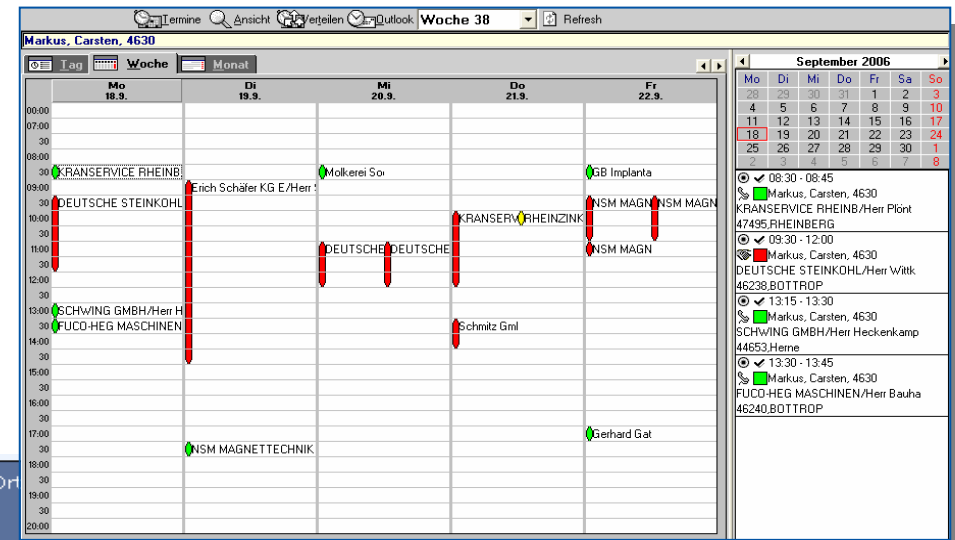 Termine Ansicht Verteilen Outlook Woche 38 Refresh
Markus, Carsten, 4630
Tag Woche Monat
Mo Di Mi Do Fr
18.9. 19.9. 20.9. 21.9. 22.9.
00:00
07:00
30
08:00
30 KRANSERVICE RHEINB Molkerei So GB Implanta
09:00 Erich Schäfer KG E/Herr
30 DEUTSCHE STEINKOHL NSM MAGN NSM MAGN
10:00 KRANSERV RHEINZINK
30
11:00 DEUTSCHE DEUTSCHE NSM MAGN
30
12:00
30
13:00 SCHWING GMBH/Herr H
30 FUCO-HEG MASCHINEN Schmitz Gml
14:00
30
15:00
30
16:00
30
17:00 Gerhard Gat
30 NSM MAGNETTECHNIK
18:00
30
19:00
30
20:00
September 2006
Mo Di Mi Do Fr Sa So
28 29 30 31 1 2 3
4 5 6 7 8 9 10
11 12 13 14 15 16 17
18 19 20 21 22 23 24
25 26 27 28 29 30 1
2 3 4 5 6 7 8
08:30 - 08:45
Markus, Carsten, 4630
KRANSERVICE RHEINB/Herr Plönt
47495,RHEINBERG
09:30 - 12:00
Markus, Carsten, 4630
DEUTSCHE STEINKOHL/Herr Wittk
46238,BOTTROP
13:15 - 13:30
Markus, Carsten, 4630
SCHWING GMBH/Herr Heckenkamp
44653,Herne
13:30 - 13:45
Markus, Carsten, 4630
FUCO-HEG MASCHINEN/Herr Bauha
46240,BOTTROP
Ort